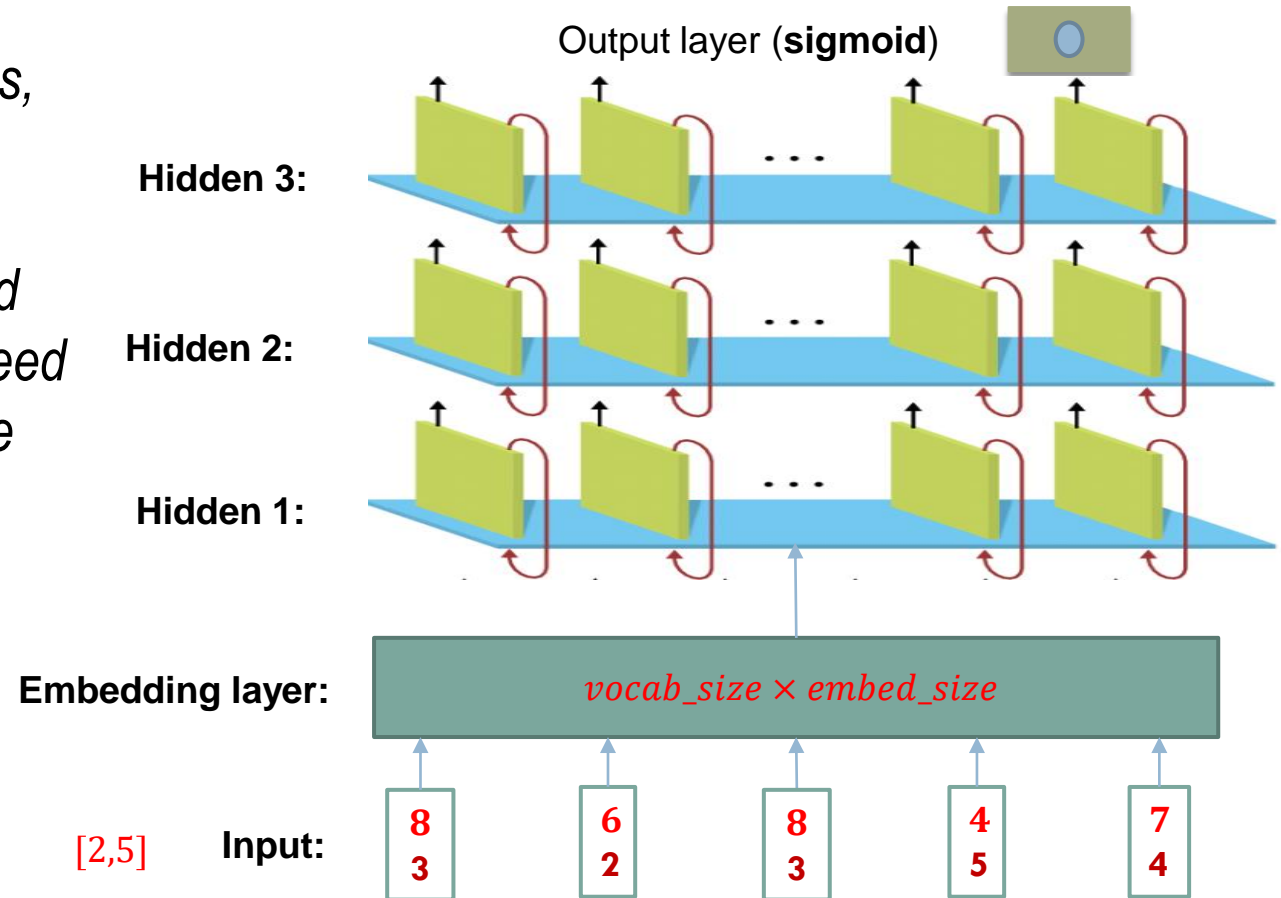 Output layer (sigmoid)
s,
Hidden 3:
. . .
d
eed
e
Hidden 2:
. . .
Hidden 1:
. . .
Embedding layer:
vocab_size × embed_size
[2,5] Input:
8 6 8 4 7
3 2 3 5 4